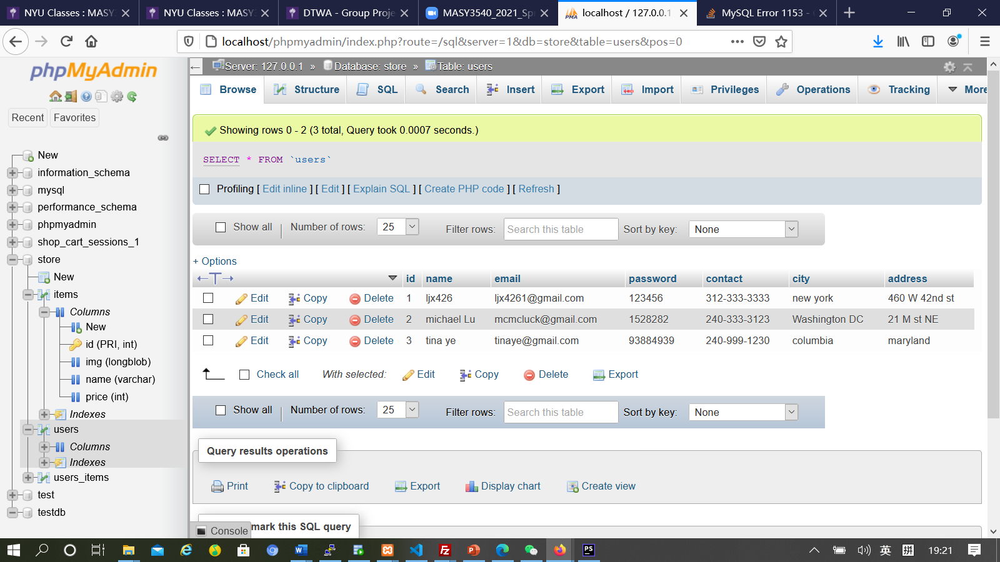 NYU Classes : MASY
NYU Classes : MASY
DTWA - Group Proje
MASY3540_2021_Sp
localhost / 127.0.0.1
MySQL Error 1153 -
localhost/phpmyadmin/index.php?route=/sql&server=1&db=store&table=users&pos=0
phpMyAdmin
Recent
Favorites
New
information_schema
mysql
performance_schema
phpmyadmin
shop_cart_sessions_1
store
New
items
Columns
New
id (PRI, int)
img (longblob)
name (varchar)
price (int)
Indexes
users
Columns
Indexes
users_items
test
testdb
Server: 127.0.0.1 » Database: store » Table: users
Browse Structure SQL Search Insert Export Import Privileges Operations Tracking More
Showing rows 0 - 2 (3 total, Query took 0.0007 seconds.)
SELECT * FROM `users`
Profiling [ Edit inline ] [ Edit ] [ Explain SQL ] [ Create PHP code ] [ Refresh ]
Show all Number of rows: 25 Filter rows: Search this table Sort by key: None
+ Options
id name email password contact city address
Edit Copy Delete 1 ljx426 ljx4261@gmail.com 123456 312-333-3333 new york 460 W 42nd st
Edit Copy Delete 2 michael Lu mcmcluck@gmail.com 1528282 240-333-3123 Washington DC 21 M st NE
Edit Copy Delete 3 tina ye tinaye@gmail.com 93884939 240-999-1230 columbia maryland
Check all With selected: Edit Copy Delete Export
Show all Number of rows: 25 Filter rows: Search this table Sort by key: None
Query results operations
Print Copy to clipboard Export Display chart Create view
mark this SQL query
Console
英 拼 19:21